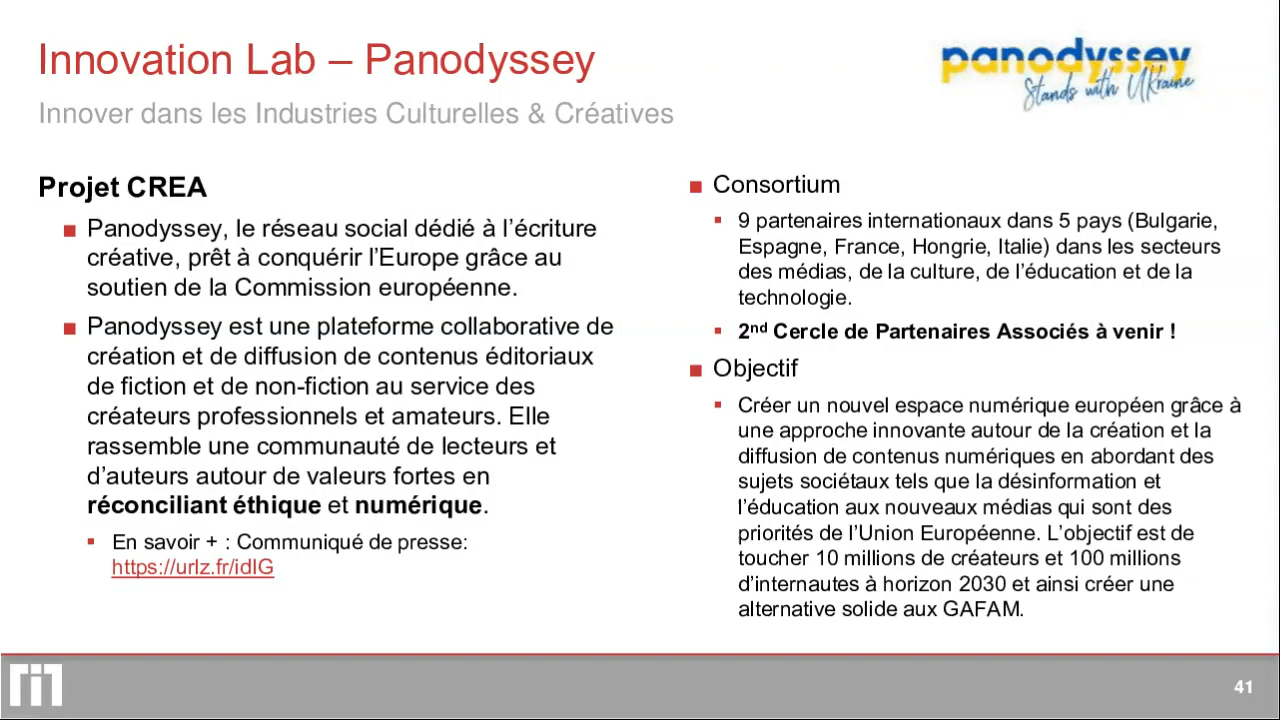 Innovation Lab – Panodyssey
Innover dans les Industries Culturelles & Créatives
panodyssey
Stands with Ukraine
Projet CREA
Panodyssey, le réseau social dédié à l’écriture
créative, prêt à conquérir l’Europe grâce au
soutien de la Commission européenne.
Panodyssey est une plateforme collaborative de
création et de diffusion de contenus éditoriaux
de fiction et de non-fiction au service des
créateurs professionnels et amateurs. Elle
rassemble une communauté de lecteurs et
d’auteurs autour de valeurs fortes en
réconciliant éthique et numérique.
En savoir + : Communiqué de presse:
https://urlz.fr/idIG
Consortium
9 partenaires internationaux dans 5 pays (Bulgarie,
Espagne, France, Hongrie, Italie) dans les secteurs
des médias, de la culture, de l’éducation et de la
technologie.
2nd Cercle de Partenaires Associés à venir !
Objectif
Créer un nouvel espace numérique européen grâce à
une approche innovante autour de la création et la
diffusion de contenus numériques en abordant des
sujets sociétaux tels que la désinformation et
l’éducation aux nouveaux médias qui sont des
priorités de l’Union Européenne. L’objectif est de
toucher 10 millions de créateurs et 100 millions
d’internautes à horizon 2030 et ainsi créer une
alternative solide aux GAFAM.
41